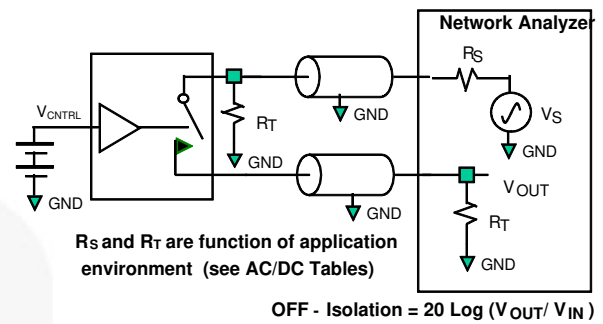 Network Analyzer
RS
VCNTRL
RT
GND
VS
GND
GND
GND
VOUT
GND
RT
GND
RS and RT are function of application
environment (see AC/DC Tables)
GND
OFF - Isolation = 20 Log (VOUT/ VIN )